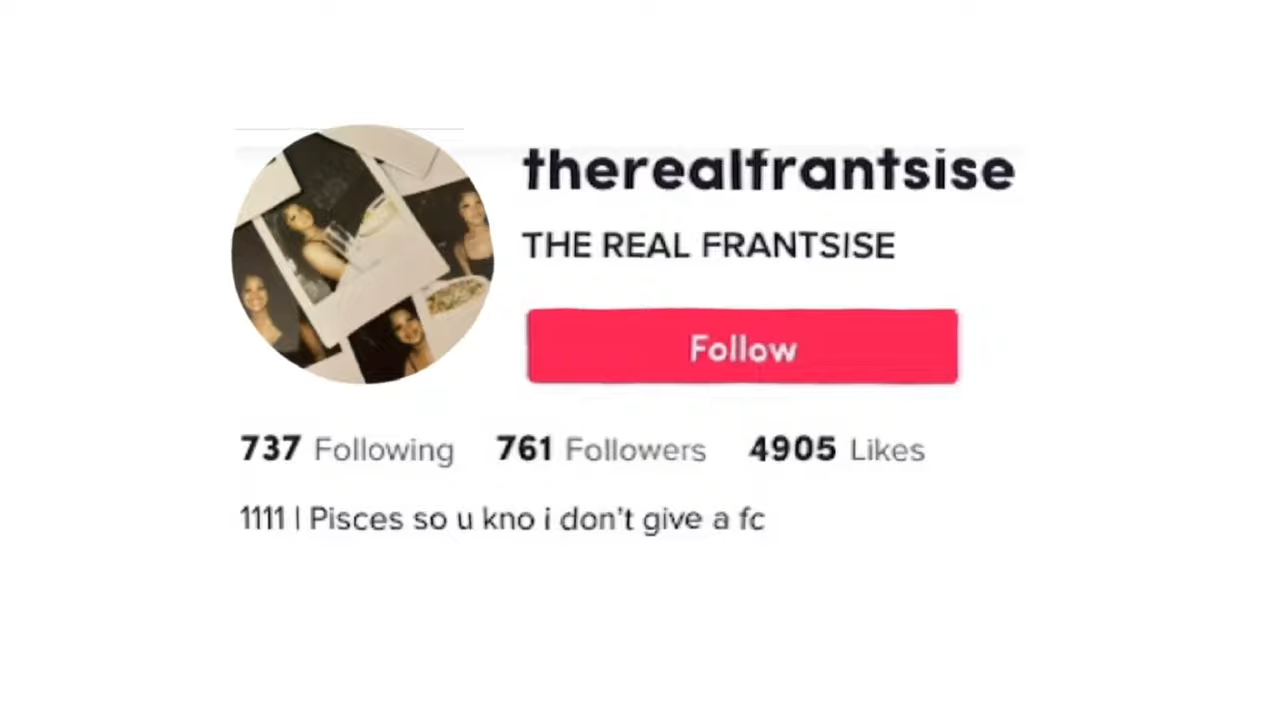 therealfrantsise
THE REAL FRANTSISE
Follow
737 Following 761 Followers 4905 Likes
1111 | Pisces so u kno i don't give a fc